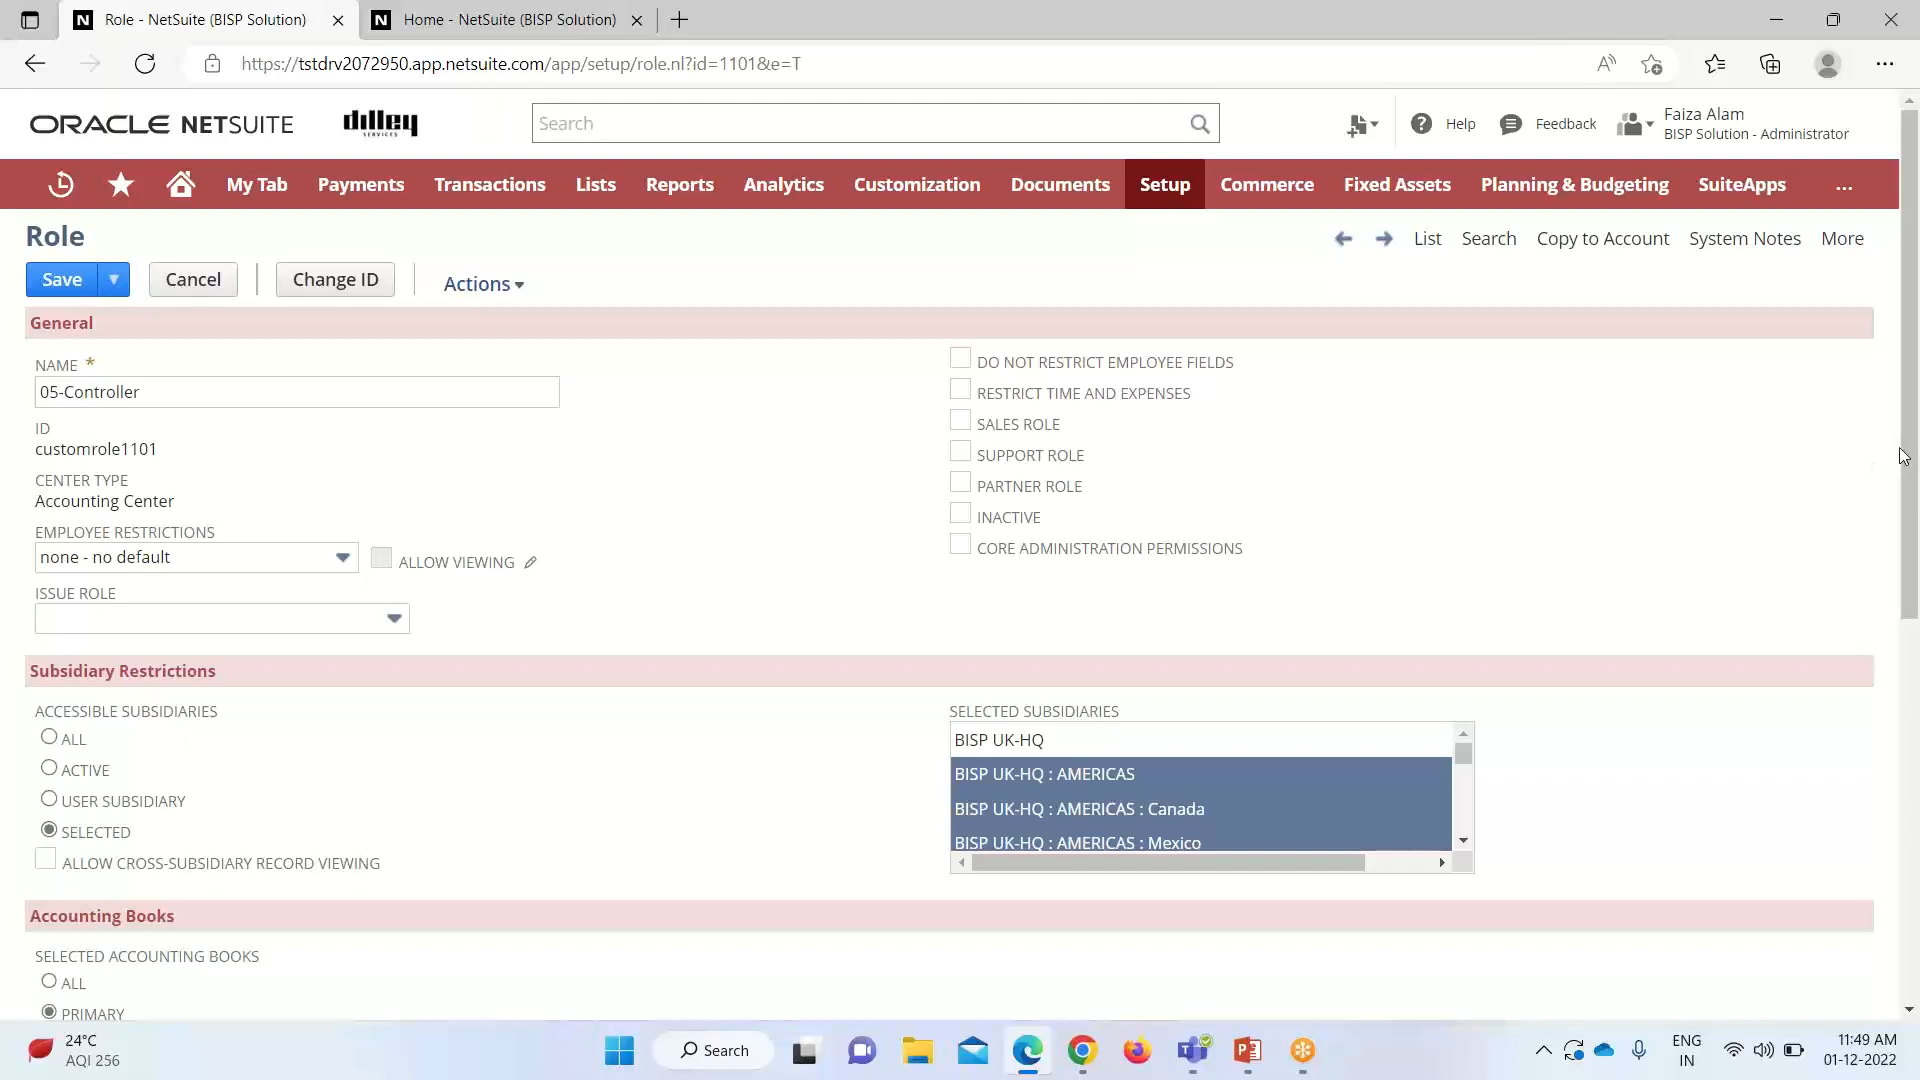 Role - NetSuite (BISP Solution)
Home - NetSuite (BISP Solution)
https://tstdrv2072950.app.netsuite.com/app/setup/role.nl?id=1101&e=T
ORACLE NETSUITE
dilley
SERVICES
Search
Help
Feedback
Faiza Alam
BISP Solution - Administrator
My Tab
Payments
Transactions
Lists
Reports
Analytics
Customization
Documents
Setup
Commerce
Fixed Assets
Planning & Budgeting
SuiteApps
...
Role
List
Search
Copy to Account
System Notes
More
Save
Cancel
Change ID
Actions
General
NAME *
05-Controller
ID
customrole1101
CENTER TYPE
Accounting Center
EMPLOYEE RESTRICTIONS
none - no default
ALLOW VIEWING
ISSUE ROLE
DO NOT RESTRICT EMPLOYEE FIELDS
RESTRICT TIME AND EXPENSES
SALES ROLE
SUPPORT ROLE
PARTNER ROLE
INACTIVE
CORE ADMINISTRATION PERMISSIONS
Subsidiary Restrictions
ACCESSIBLE SUBSIDIARIES
ALL
ACTIVE
USER SUBSIDIARY
SELECTED
ALLOW CROSS-SUBSIDIARY RECORD VIEWING
SELECTED SUBSIDIARIES
BISP UK-HQ
BISP UK-HQ : AMERICAS
BISP UK-HQ : AMERICAS : Canada
BISP UK-HQ : AMERICAS : Mexico
Accounting Books
SELECTED ACCOUNTING BOOKS
ALL
PRIMARY
24°C
AQI 256
Search
ENG
IN
11:49 AM
01-12-2022